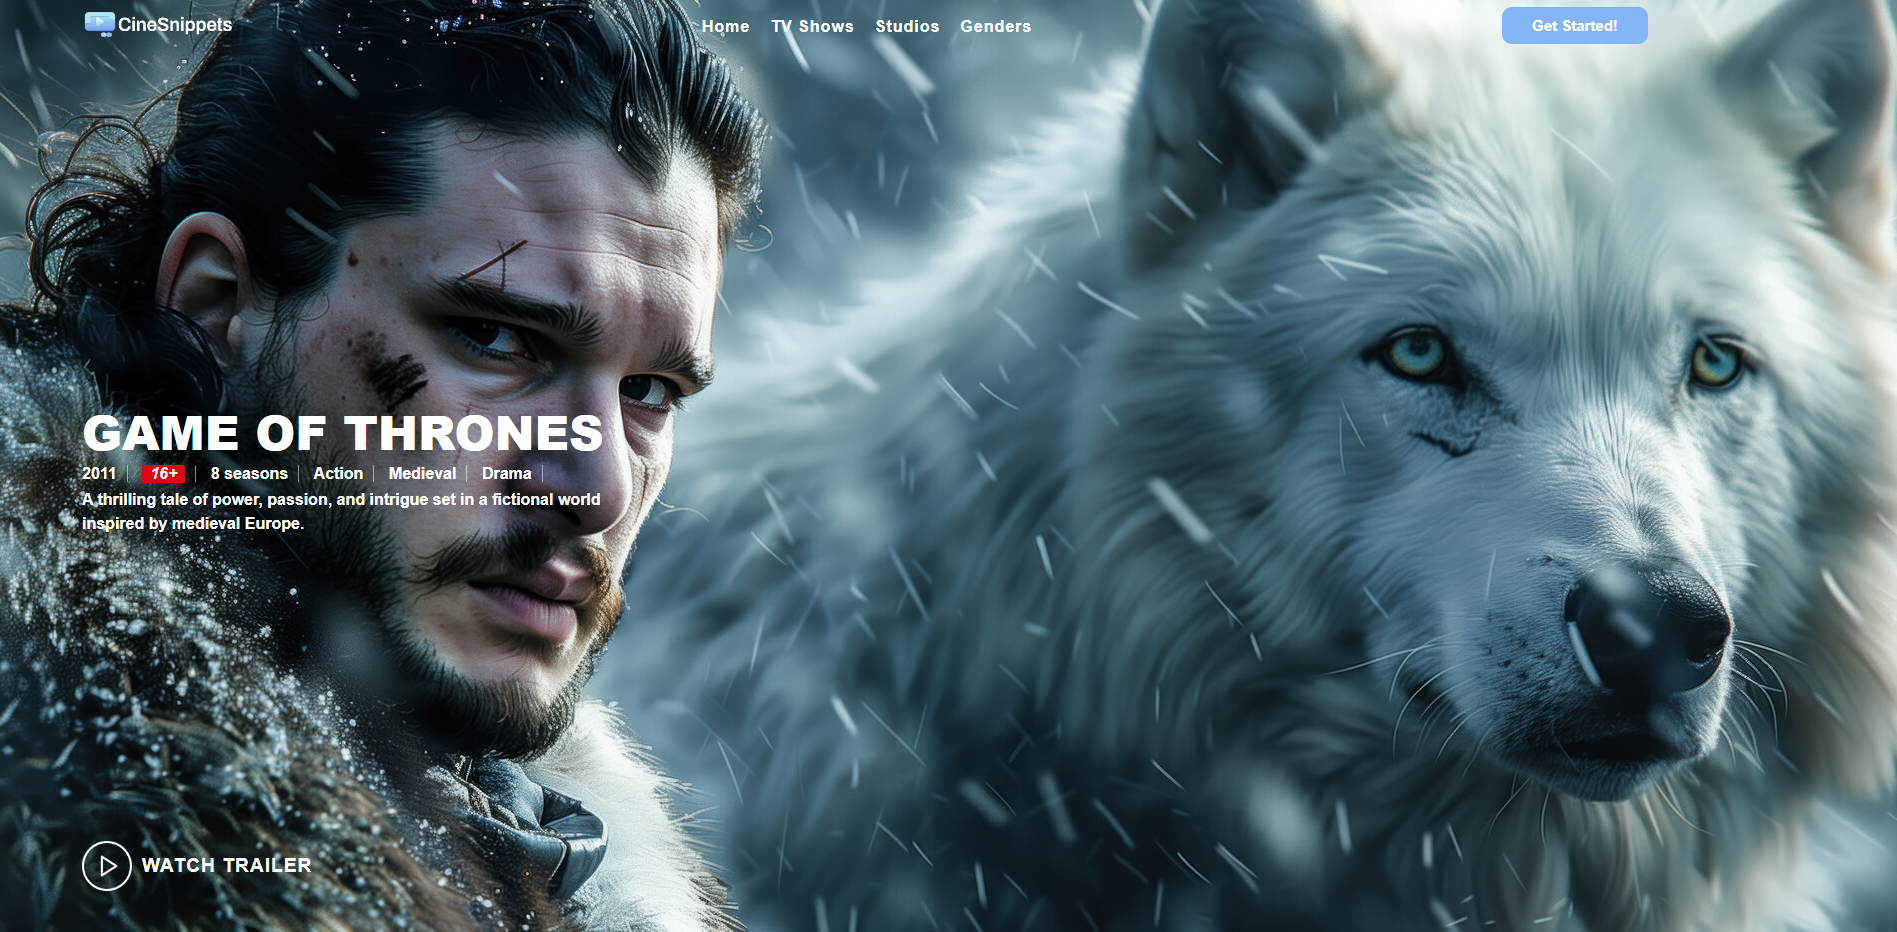 CineSnippets
Home TV Shows Studios Genders
Get Started!
GAME OF THRONES
2011 16+ 8 seasons Action Medieval Drama
A thrilling tale of power, passion, and intrigue set in a fictional world
inspired by medieval Europe.
WATCH TRAILER